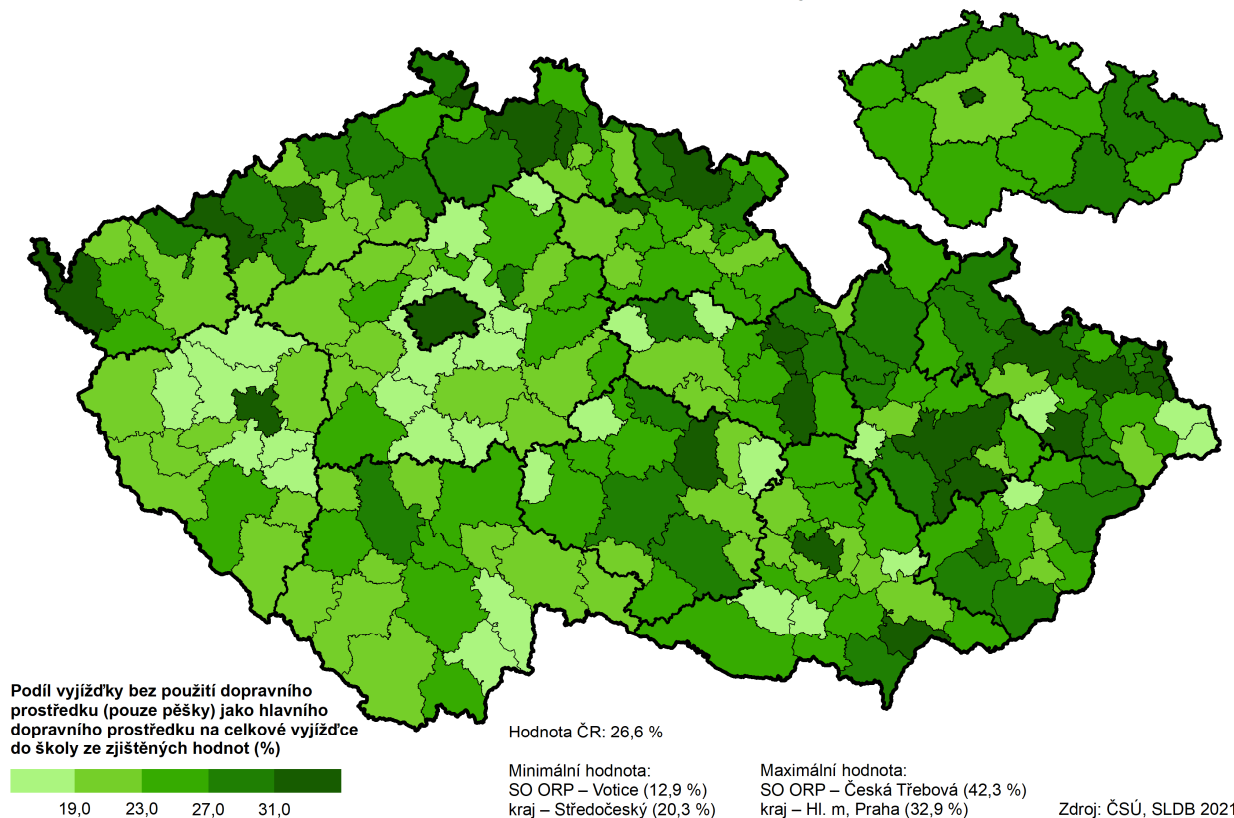 Podíl vyjížďky bez použití dopravního
prostředku (pouze pěšky) jako hlavního
dopravního prostředku na celkové vyjížďce
do školy ze zjištěných hodnot (%)
19,0 23,0 27,0 31,0
Hodnota ČR: 26,6 %
Minimální hodnota:
SO ORP – Votice (12,9 %)
kraj – Středočeský (20,3 %)
Maximální hodnota:
SO ORP – Česká Třebová (42,3 %)
kraj – Hl. m, Praha (32,9 %)
Zdroj: ČSÚ, SLDB 2021